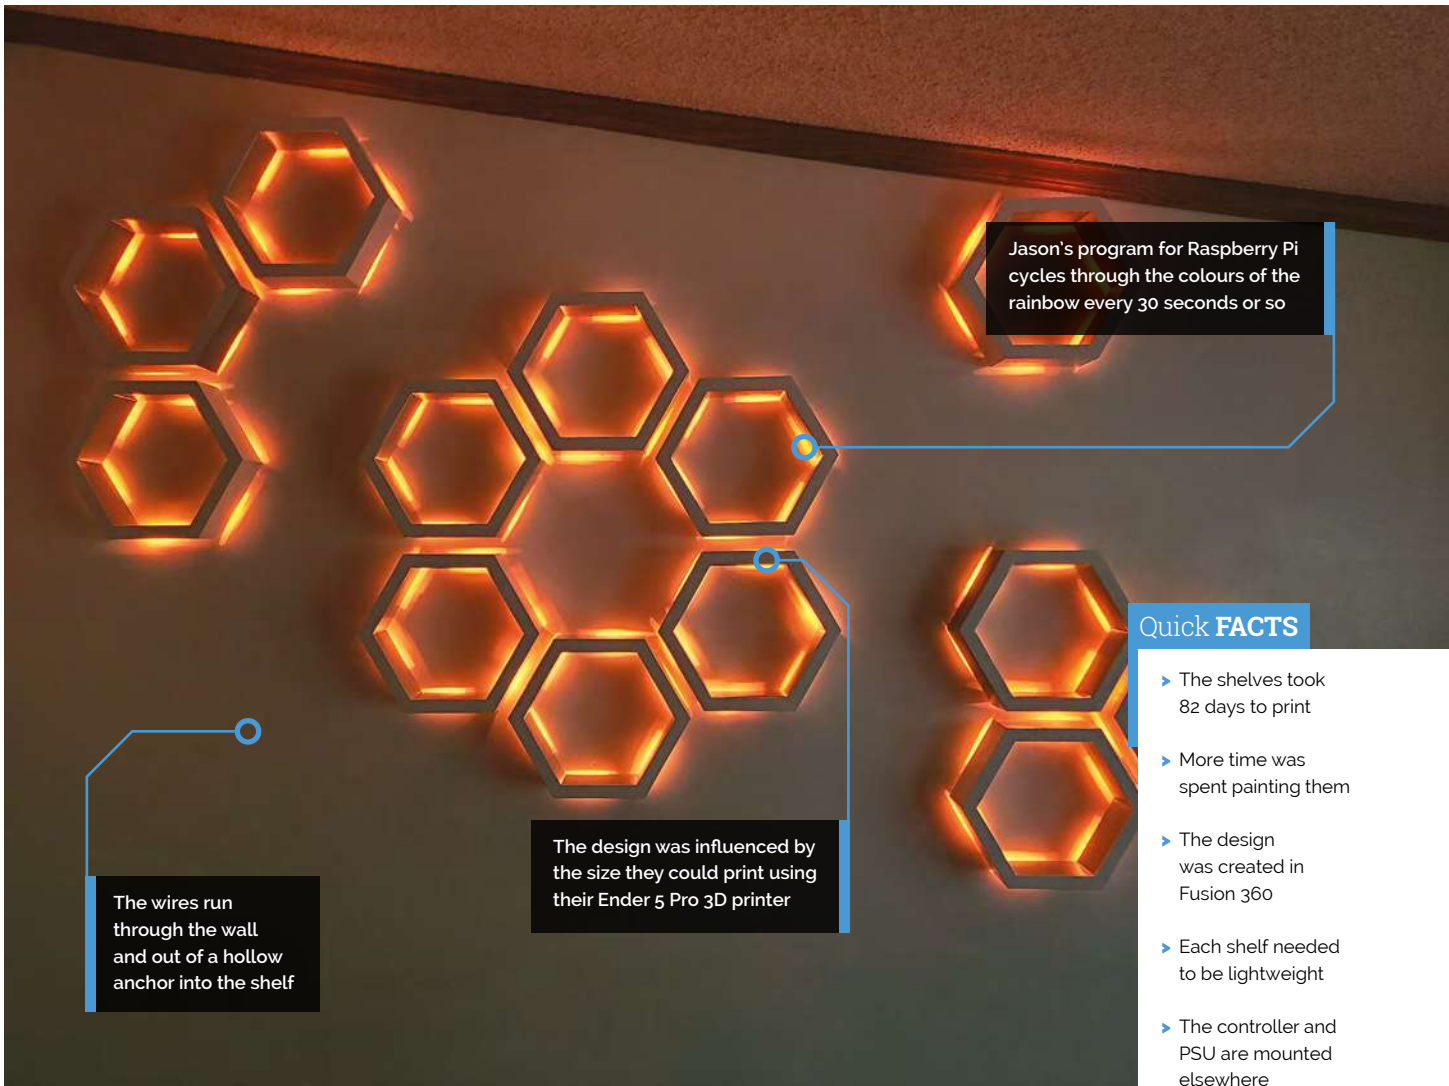 Jason's program for Raspberry Pi
cycles through the colours of the
rainbow every 30 seconds or so
The design was influenced by
the size they could print using
their Ender 5 Pro 3D printer
The wires run
through the wall
and out of a hollow
anchor into the shelf
Quick FACTS
> The shelves took
82 days to print
> More time was
spent painting them
> The design
was created in
Fusion 360
> Each shelf needed
to be lightweight
> The controller and
PSU are mounted
elsewhere